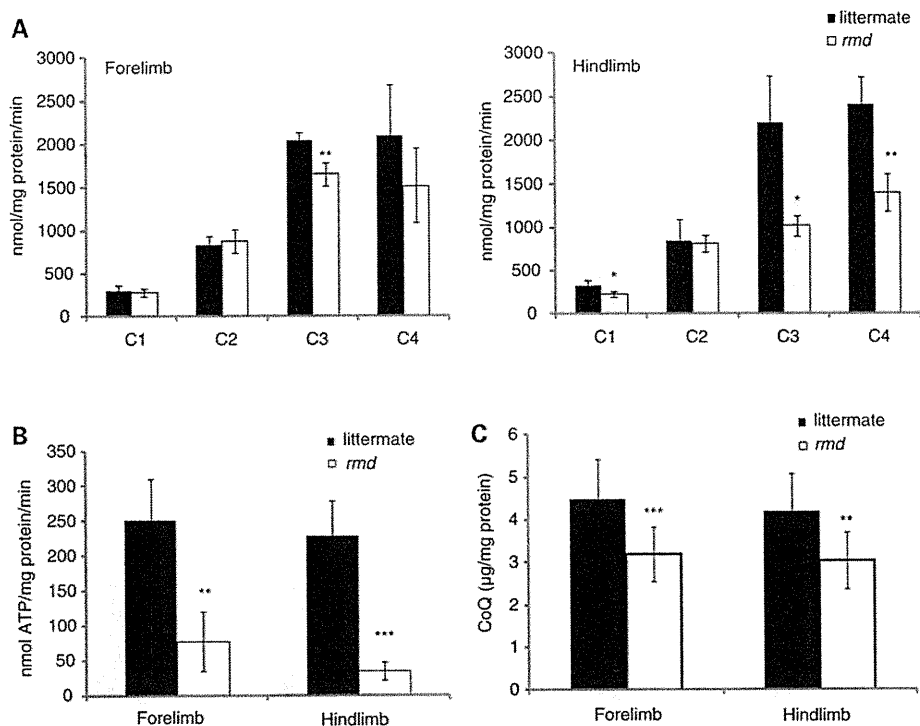 A
■ littermate
□ rmd
Forelimb
nmol/mg protein/min
3000
2500
2000
1500
1000
500
0
**
C1 C2 C3 C4
Hindlimb
nmol/mg protein/min
3000
2500
2000
1500
1000
500
0
* * **
C1 C2 C3 C4
B
■ littermate
□ rmd
nmol ATP/mg protein/min
350
300
250
200
150
100
50
0
** ***
Forelimb Hindlimb
C
■ littermate
□ rmd
CoQ (µg/mg protein)
6
5
4
3
2
1
0
*** **
Forelimb Hindlimb